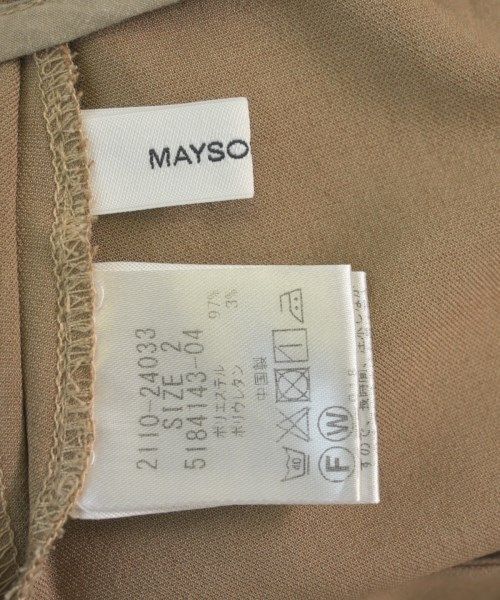 MAYSO
2110-24033
SIZE 2
5184143-04
ポリエステル 97%
ポリウレタン 3%
中国製
40
F W